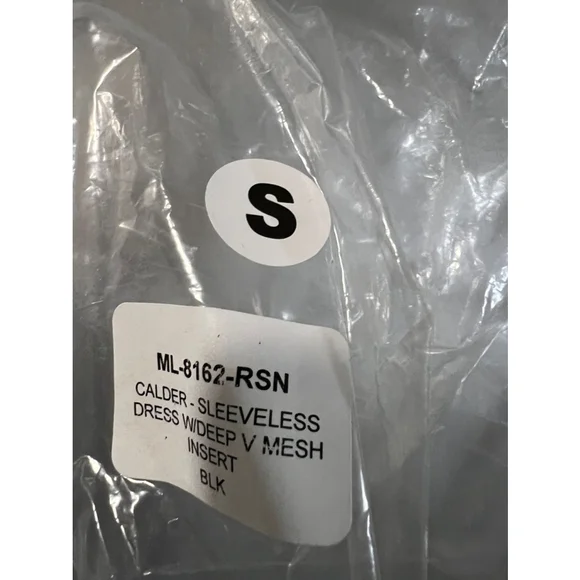 S
ML-8162-RSN
CALDER - SLEEVELESS
DRESS W/DEEP V MESH
INSERT
BLK